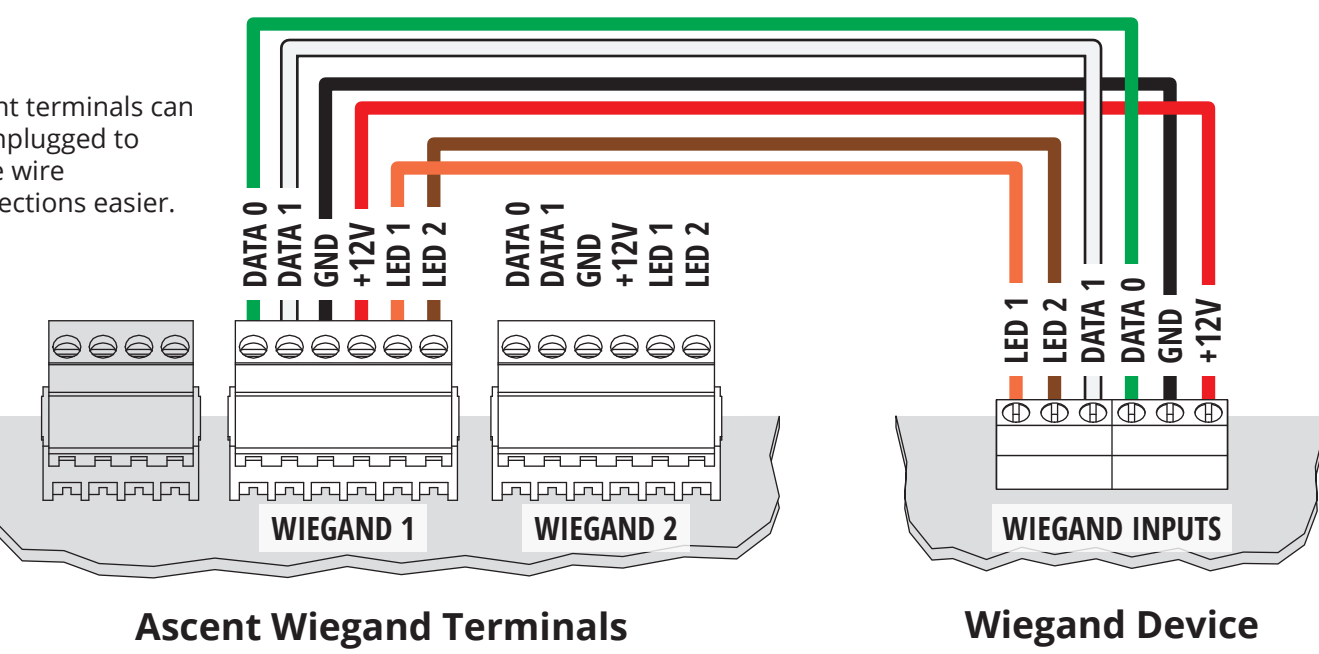 nt terminals can
nplugged to
e wire
ections easier.
DATA 0
DATA 1
GND
+12V
LED 1
LED 2
DATA 0
DATA 1
GND
+12V
LED 1
LED 2
LED 1
LED 2
DATA 1
DATA 0
GND
+12V
WIEGAND 1
WIEGAND 2
WIEGAND INPUTS
Ascent Wiegand Terminals
Wiegand Device